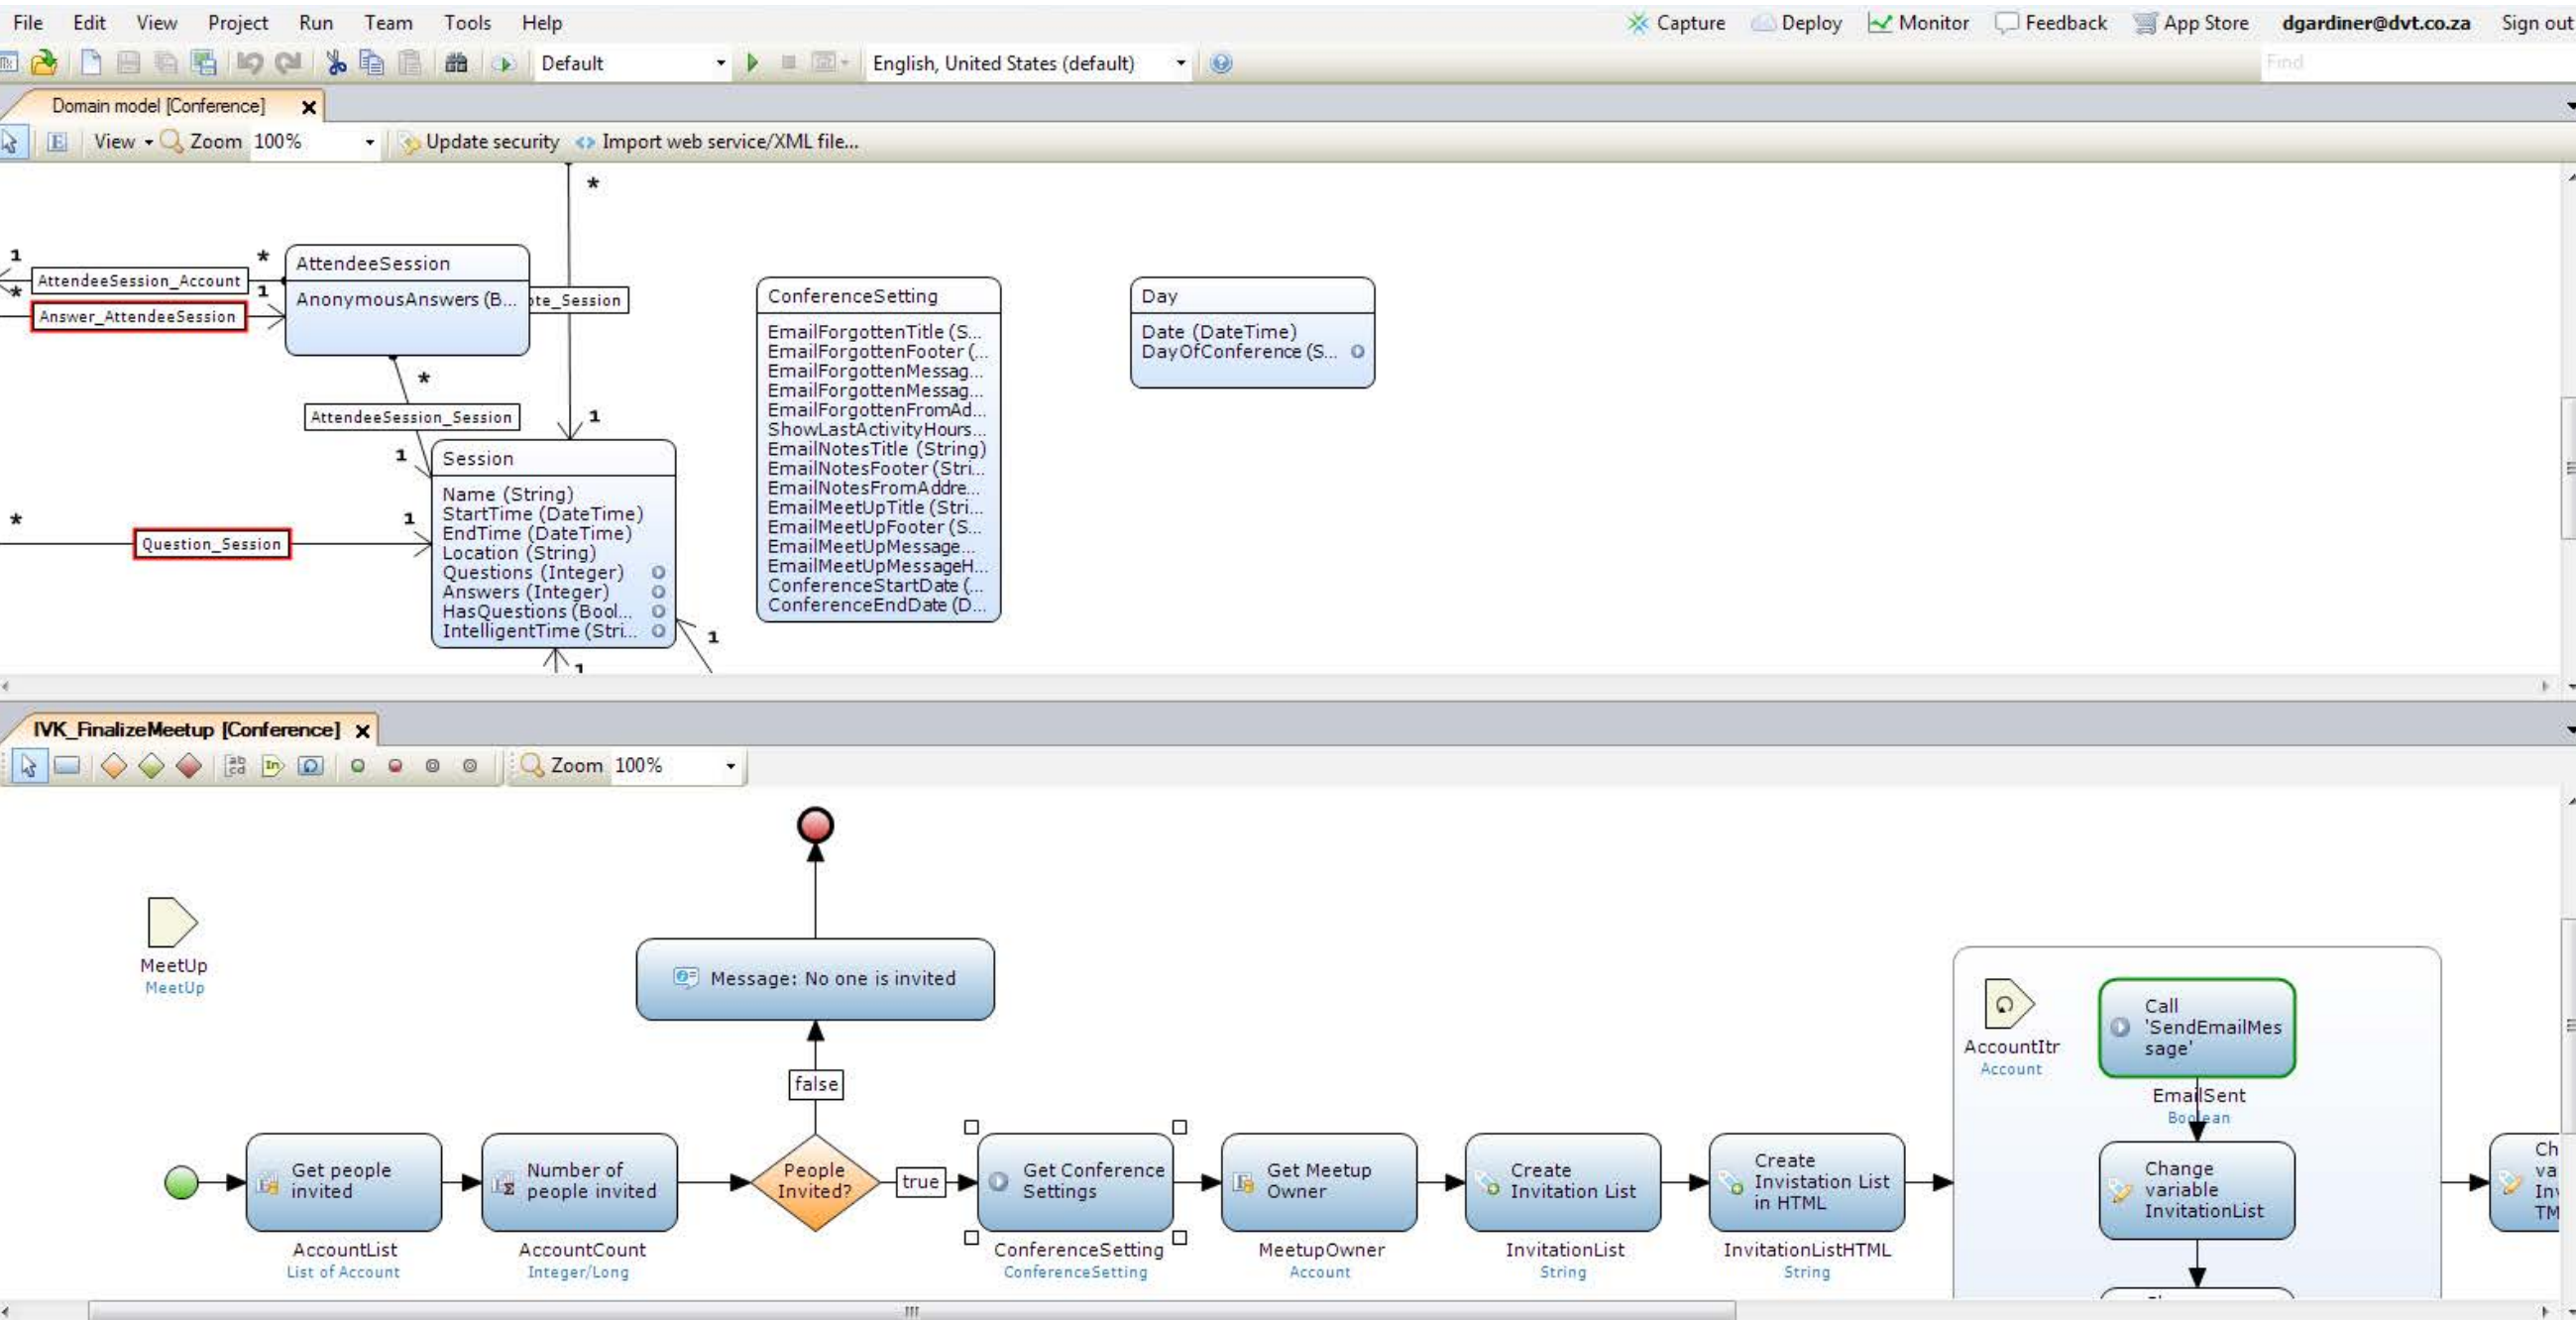 File Edit View Project Run Team Tools Help Capture Deploy Monitor Feedback App Store dgardiner@dvt.co.za Sign out
Default English, United States (default) Find
Domain model [Conference]
View Zoom 100% Update security Import web service/XML file...
*
1 *
AttendeeSession_Account
* 1
Answer_AttendeeSession
AttendeeSession
AnonymousAnswers (B...
ote_Session
*
AttendeeSession_Session
1
1
* 1
Question_Session
Session
Name (String)
StartTime (DateTime)
EndTime (DateTime)
Location (String)
Questions (Integer)
Answers (Integer)
HasQuestions (Bool...
IntelligentTime (Stri...
1
1
ConferenceSetting
EmailForgottenTitle (S...
EmailForgottenFooter (...
EmailForgottenMessag...
EmailForgottenMessag...
EmailForgottenFromAd...
ShowLastActivityHours...
EmailNotesTitle (String)
EmailNotesFooter (Stri...
EmailNotesFromAddre...
EmailMeetUpTitle (Stri...
EmailMeetUpFooter (S...
EmailMeetUpMessage...
EmailMeetUpMessageH...
ConferenceStartDate (...
ConferenceEndDate (D...
Day
Date (DateTime)
DayOfConference (S...
IVK_FinalizeMeetup [Conference]
Zoom 100%
MeetUp
MeetUp
Message: No one is invited
false
Get people
invited
AccountList
List of Account
Number of
people invited
AccountCount
Integer/Long
People
Invited?
true
Get Conference
Settings
ConferenceSetting
ConferenceSetting
Get Meetup
Owner
MeetupOwner
Account
Create
Invitation List
InvitationList
String
Create
Invistation List
in HTML
InvitationListHTML
String
AccountItr
Account
Call
'SendEmailMes
sage'
EmailSent
Boolean
Change
variable
InvitationList
Ch
va
In
TM